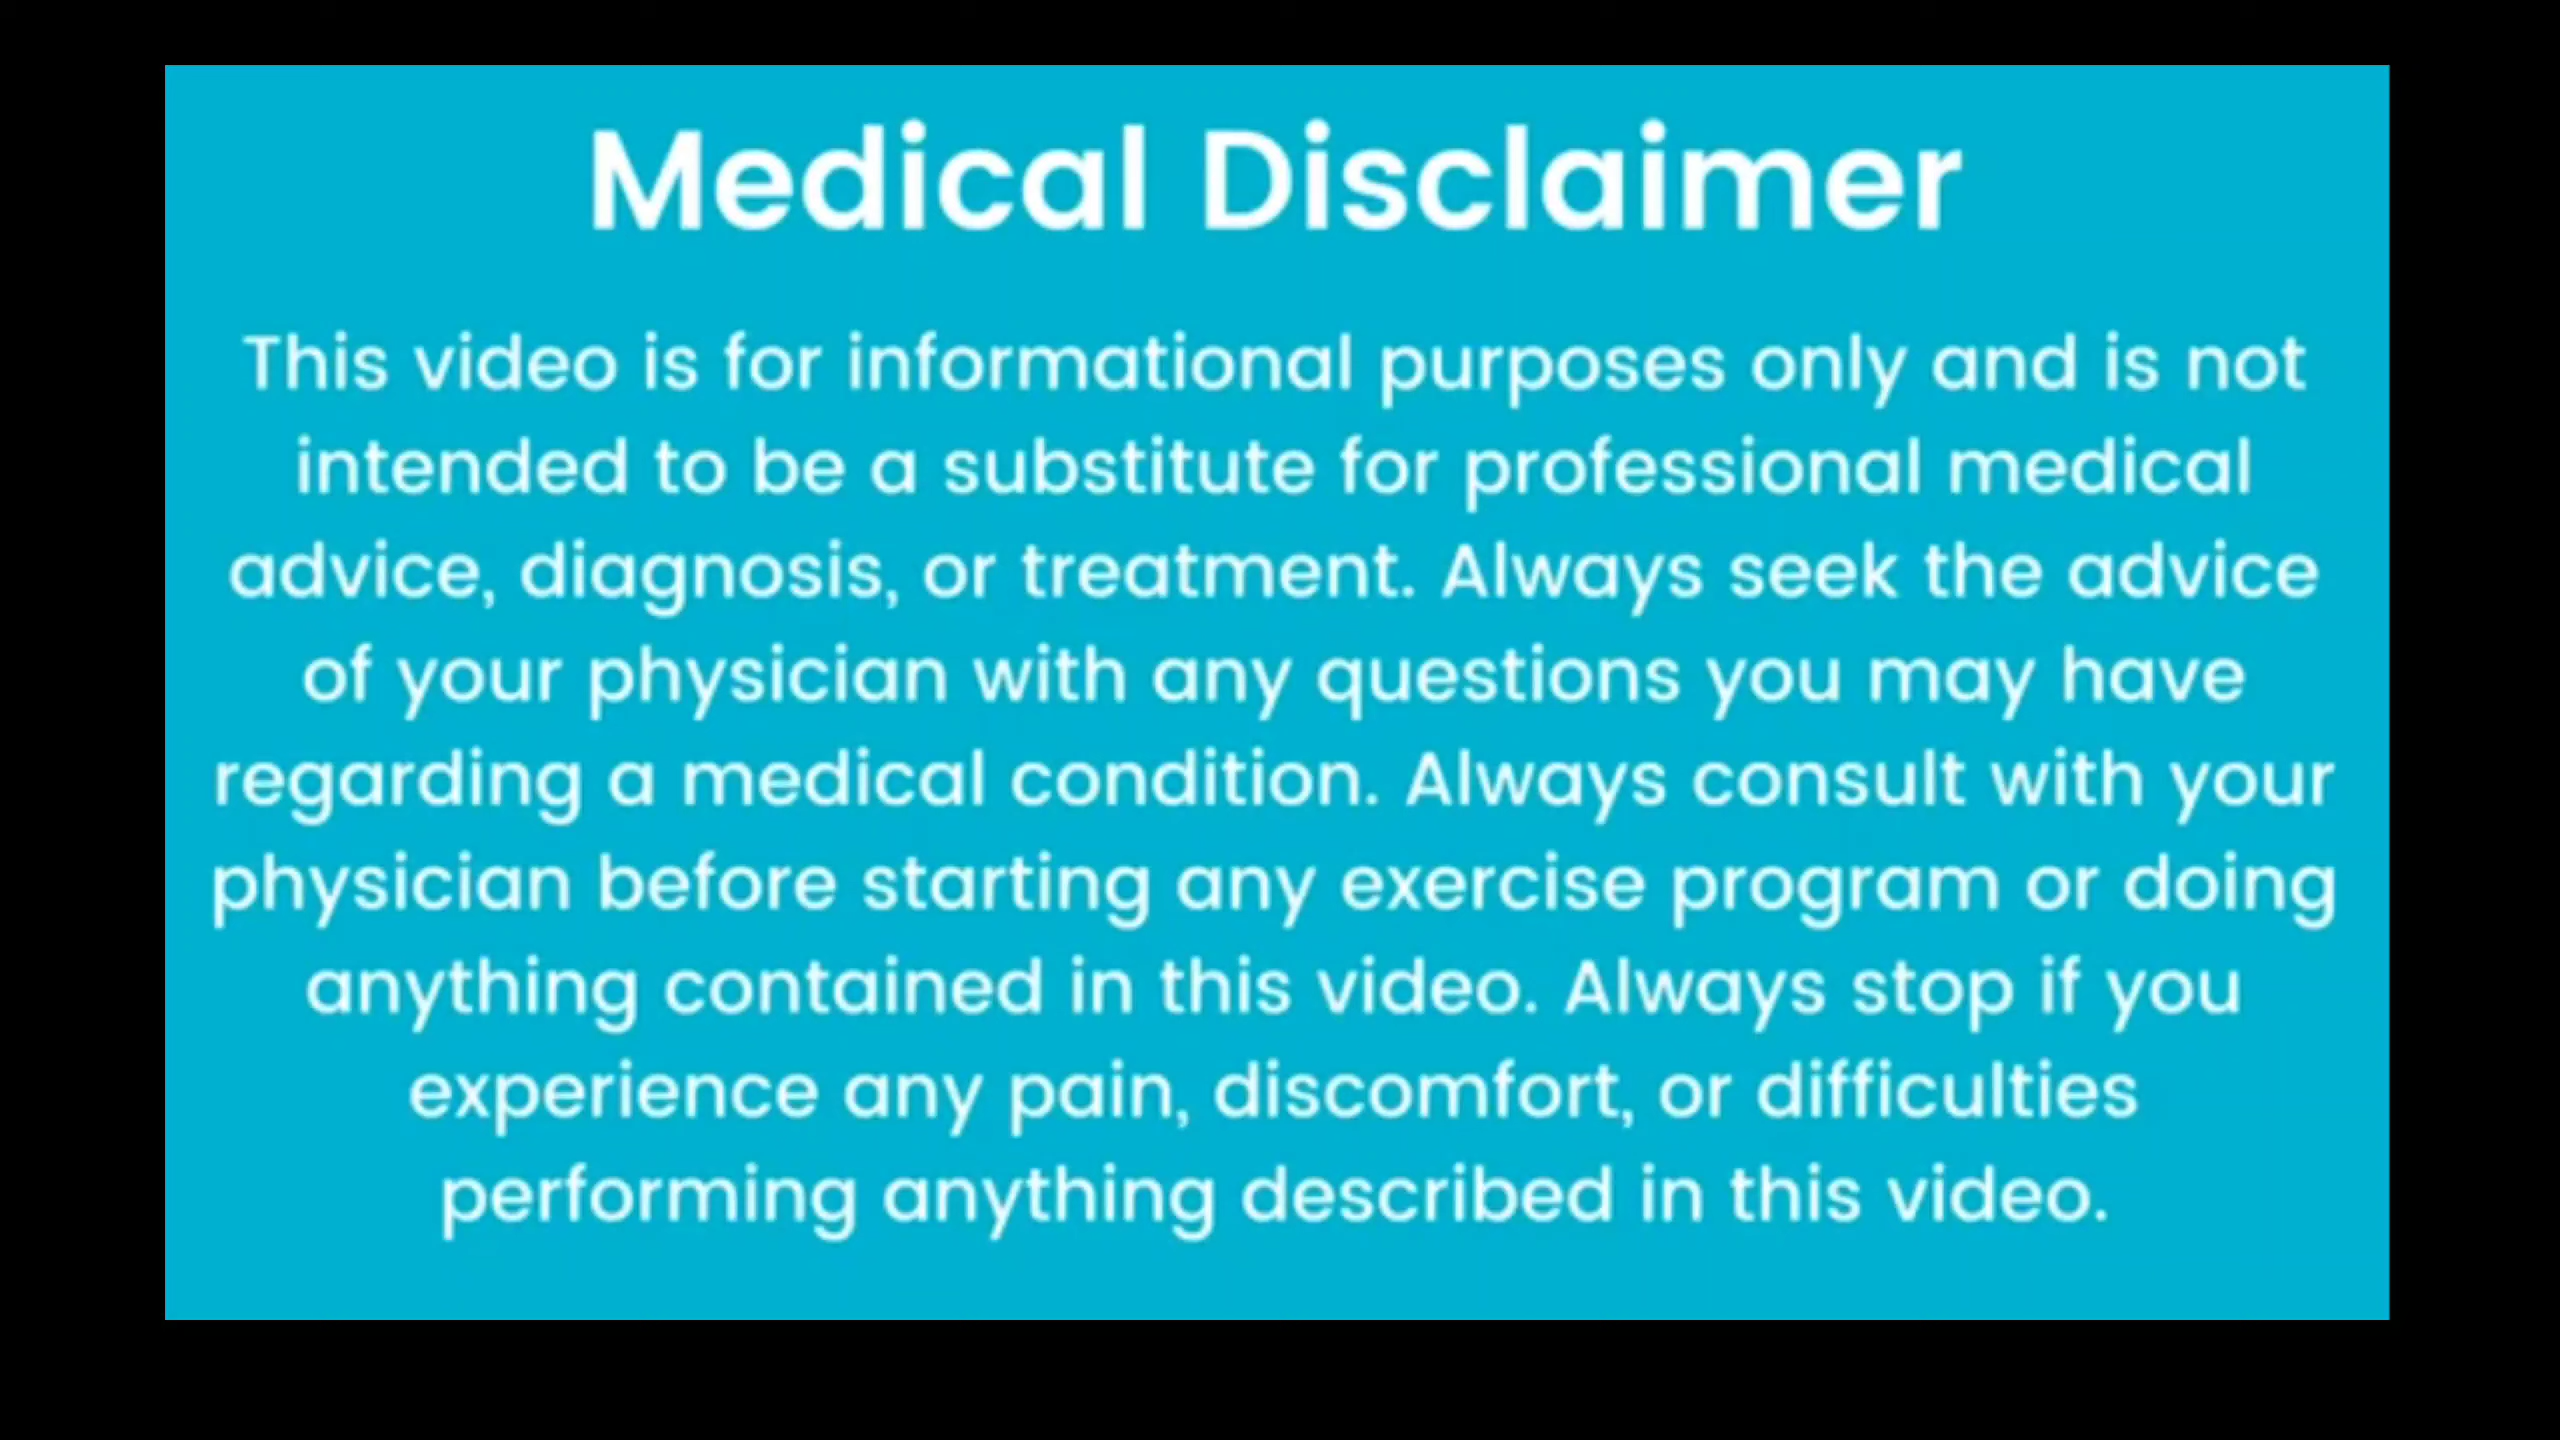 Medical Disclaimer
This video is for informational purposes only and is not
intended to be a substitute for professional medical
advice, diagnosis, or treatment. Always seek the advice
of your physician with any questions you may have
regarding a medical condition. Always consult with your
physician before starting any exercise program or doing
anything contained in this video. Always stop if you
experience any pain, discomfort, or difficulties
performing anything described in this video.